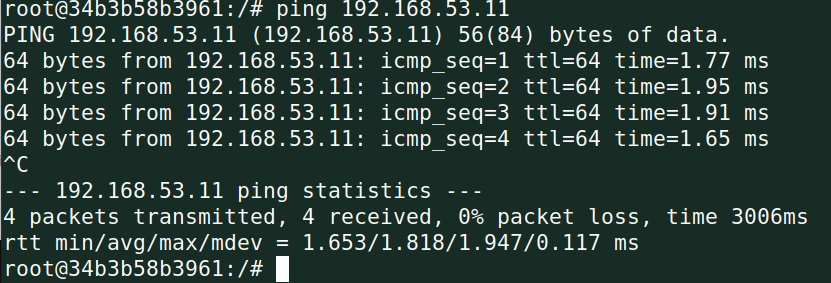 root@34b3b58b3961:/# ping 192.168.53.11
PING 192.168.53.11 (192.168.53.11) 56(84) bytes of data.
64 bytes from 192.168.53.11: icmp_seq=1 ttl=64 time=1.77 ms
64 bytes from 192.168.53.11: icmp_seq=2 ttl=64 time=1.95 ms
64 bytes from 192.168.53.11: icmp_seq=3 ttl=64 time=1.91 ms
64 bytes from 192.168.53.11: icmp_seq=4 ttl=64 time=1.65 ms
^C
--- 192.168.53.11 ping statistics ---
4 packets transmitted, 4 received, 0% packet loss, time 3006ms
rtt min/avg/max/mdev = 1.653/1.818/1.947/0.117 ms
root@34b3b58b3961:/#